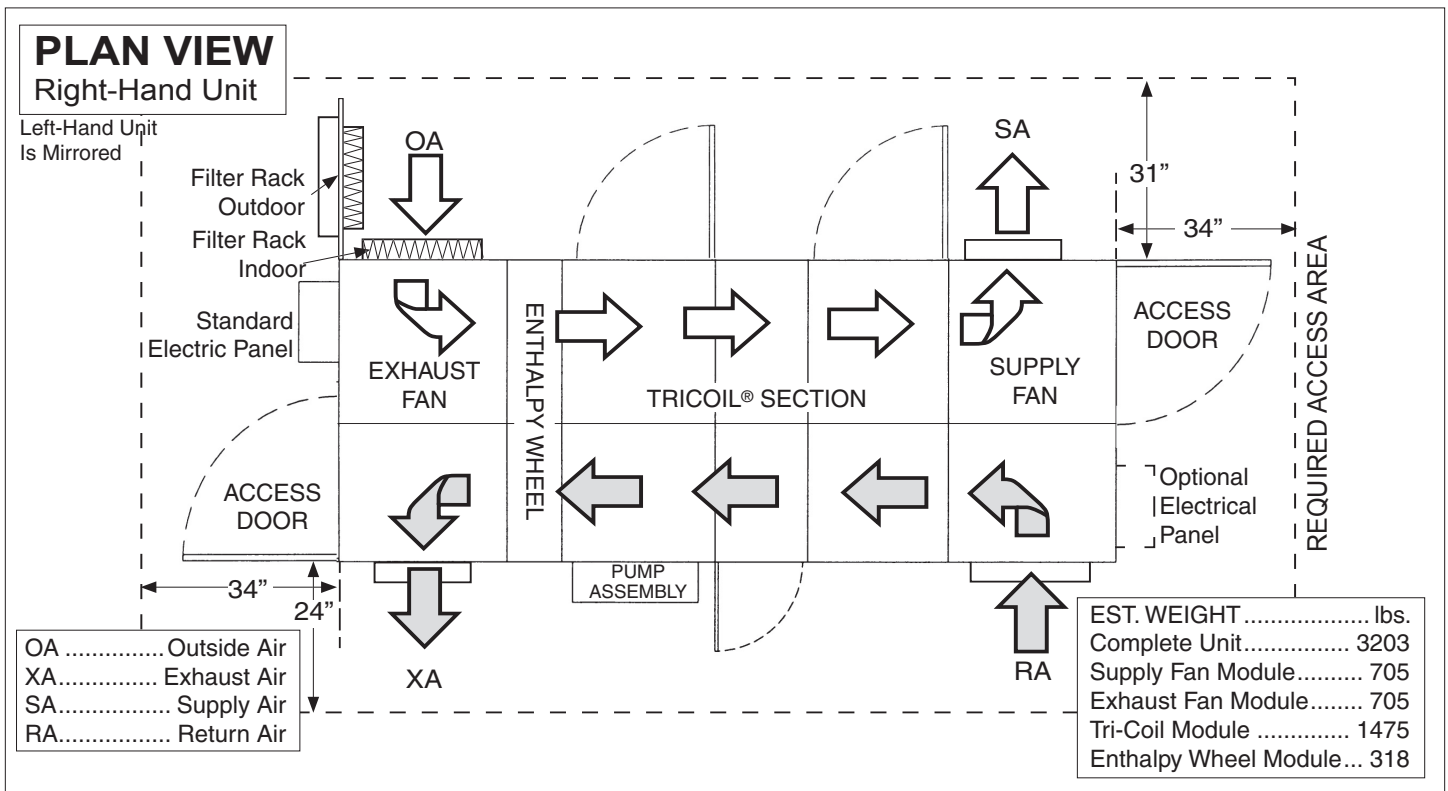 PLAN VIEW
Right-Hand Unit
Left-Hand Unit
Is Mirrored
OA
SA
Filter Rack
Outdoor
31”
34”
Filter Rack
Indoor
Standard
Electric Panel
EXHAUST
FAN
ENTHALPY WHEEL
TRICOIL® SECTION
SUPPLY
FAN
ACCESS
DOOR
REQUIRED ACCESS AREA
ACCESS
DOOR
Optional
Electrical
Panel
34”
24”
PUMP
ASSEMBLY
XA
RA
OA ............... Outside Air
XA................ Exhaust Air
SA.................. Supply Air
RA.................. Return Air
EST. WEIGHT ................... lbs.
Complete Unit................. 3203
Supply Fan Module.......... 705
Exhaust Fan Module........ 705
Tri-Coil Module .............. 1475
Enthalpy Wheel Module... 318